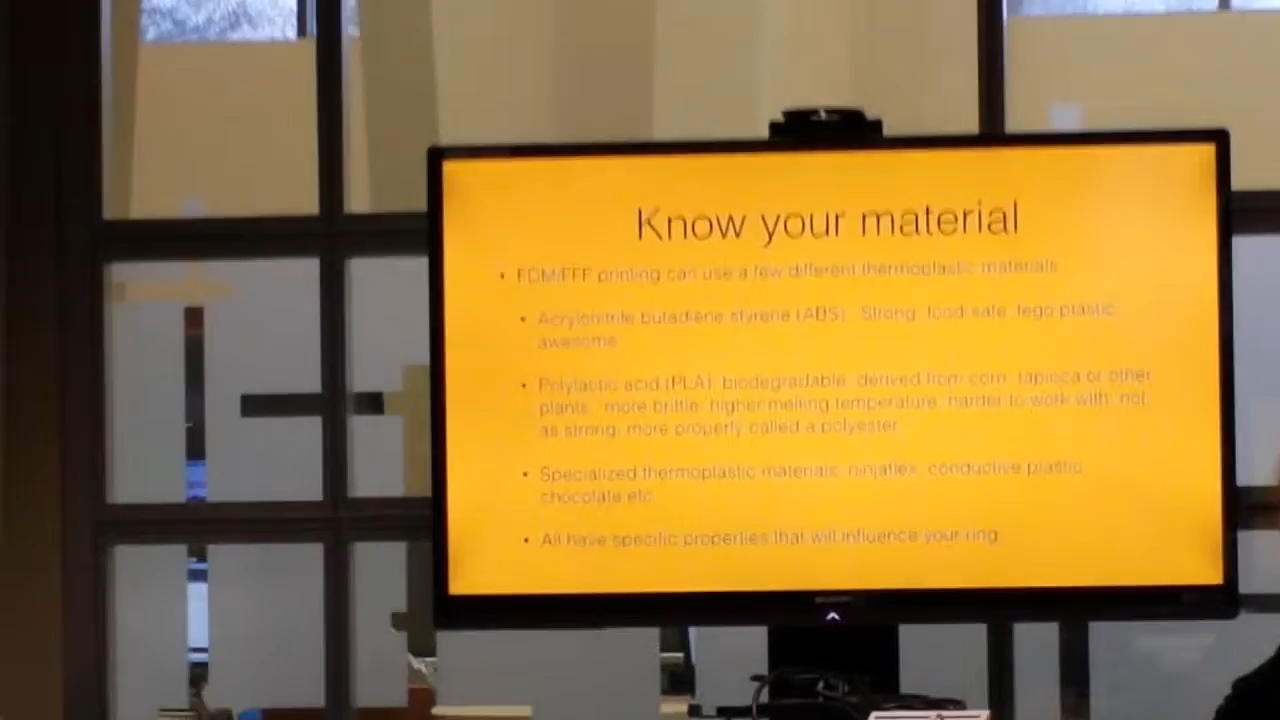 Know your material
• FDM/FFF printing can use a few different thermoplastic materials
• Acrylonitrile butadiene styrene (ABS) Strong, food safe, lego plastic,
awesome
• Polylactic acid (PLA), biodegradable, derived from corn, tapioca or other
plants, more brittle, higher melting temperature, harder to work with, not
as strong, more properly called a polyester
• Specialized thermoplastic materials, ninjaflex, conductive plastic,
chocolate etc
• All have specific properties that will influence your ring